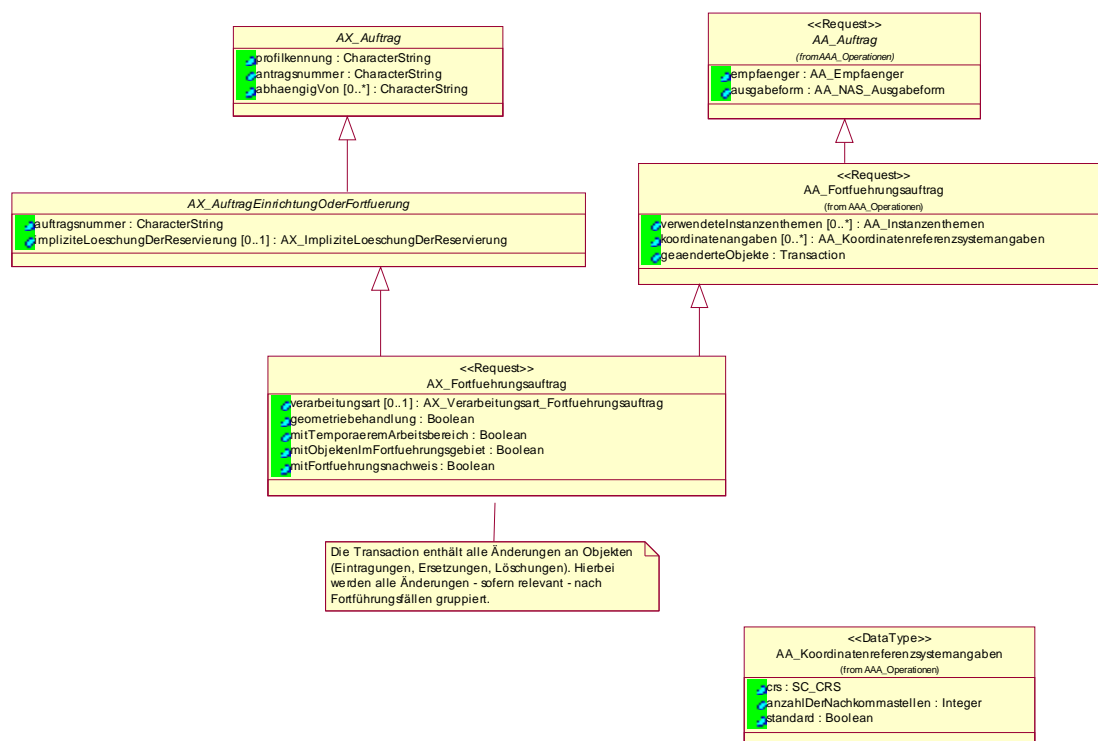 AX_Auftrag
profilkennung : CharacterString
antragsnummer : CharacterString
abhaengigVon [0..*] : CharacterString
<<Request>>
AA_Auftrag
(from AAA_Operationen)
empfaenger : AA_Empfaenger
ausgabeform : AA_NAS_Ausgabeform
<<Request>>
AA_Fortfuehrungsauftrag
(from AAA_Operationen)
verwendeteInstanzenthemen [0..*] : AA_Instanzenthemen
koordinatenangaben [0..*] : AA_Koordinatenreferenzsystemangaben
geaenderteObjekte : Transaction
AX_AuftragEinrichtungOderFortfuerung
auftragsnummer : CharacterString
impliziteLoeschungDerReservierung [0..1] : AX_ImpliziteLoeschungDerReservierung
<<Request>>
AX_Fortfuehrungsauftrag
verarbeitungsart [0..1] : AX_Verarbeitungsart_Fortfuehrungsauftrag
geometriebehandlung : Boolean
mitTemporaeremArbeitsbereich : Boolean
mitObjektenImFortfuehrungsgebiet : Boolean
mitFortfuehrungsnachweis : Boolean
Die Transaction enthält alle Änderungen an Objekten
(Eintragungen, Ersetzungen, Löschungen). Hierbei
werden alle Änderungen - sofern relevant - nach
Fortführungsfällen gruppiert.
<<DataType>>
AA_Koordinatenreferenzsystemangaben
(from AAA_Operationen)
crs : SC_CRS
anzahlDerNachkommastellen : Integer
standard : Boolean